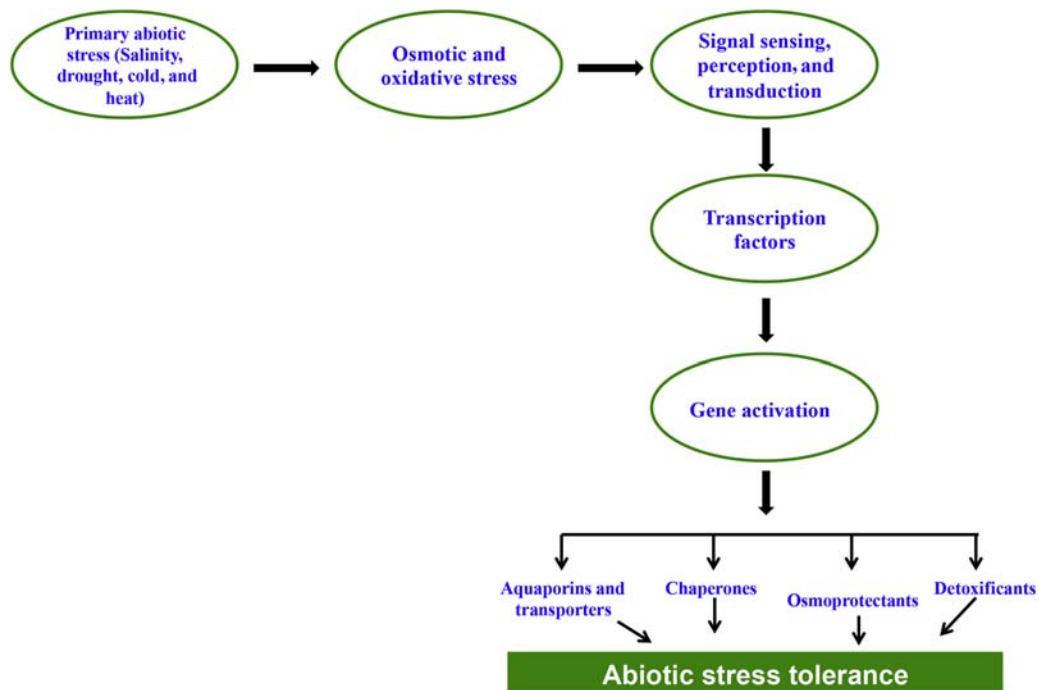 Primary abiotic
stress (Salinity,
drought, cold, and
heat)
Osmotic and
oxidative stress
Signal sensing,
perception, and
transduction
Transcription
factors
Gene activation
Aquaporins and
transporters
Chaperones
Osmoprotectants
Detoxificants
Abiotic stress tolerance